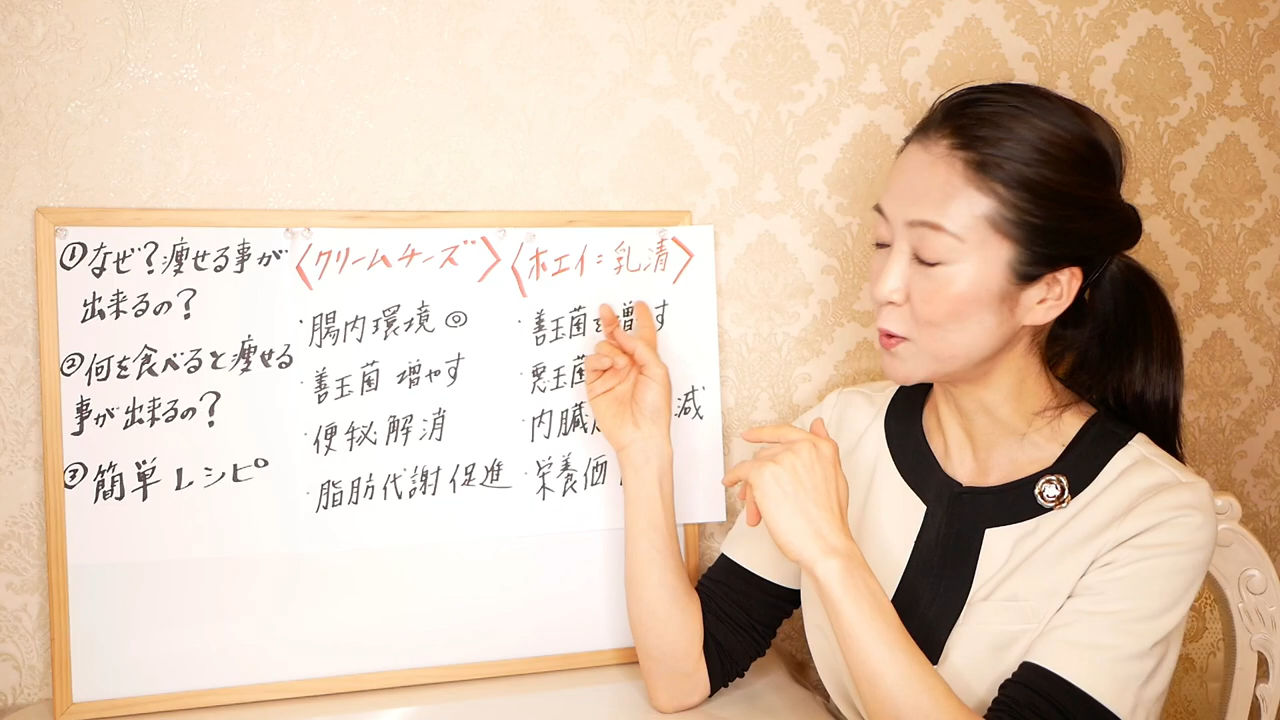 ①なぜ?痩せる事が
出来るの?
②何を食べると痩せる
事が出来るの?
③簡単レシピ
〈クリームチーズ〉
・腸内環境◎
・善玉菌増やす
・便秘解消
・脂肪代謝促進
〈ホエイ=乳清〉
・善玉菌を増やす
・悪玉菌
・内臓 減
・栄養価